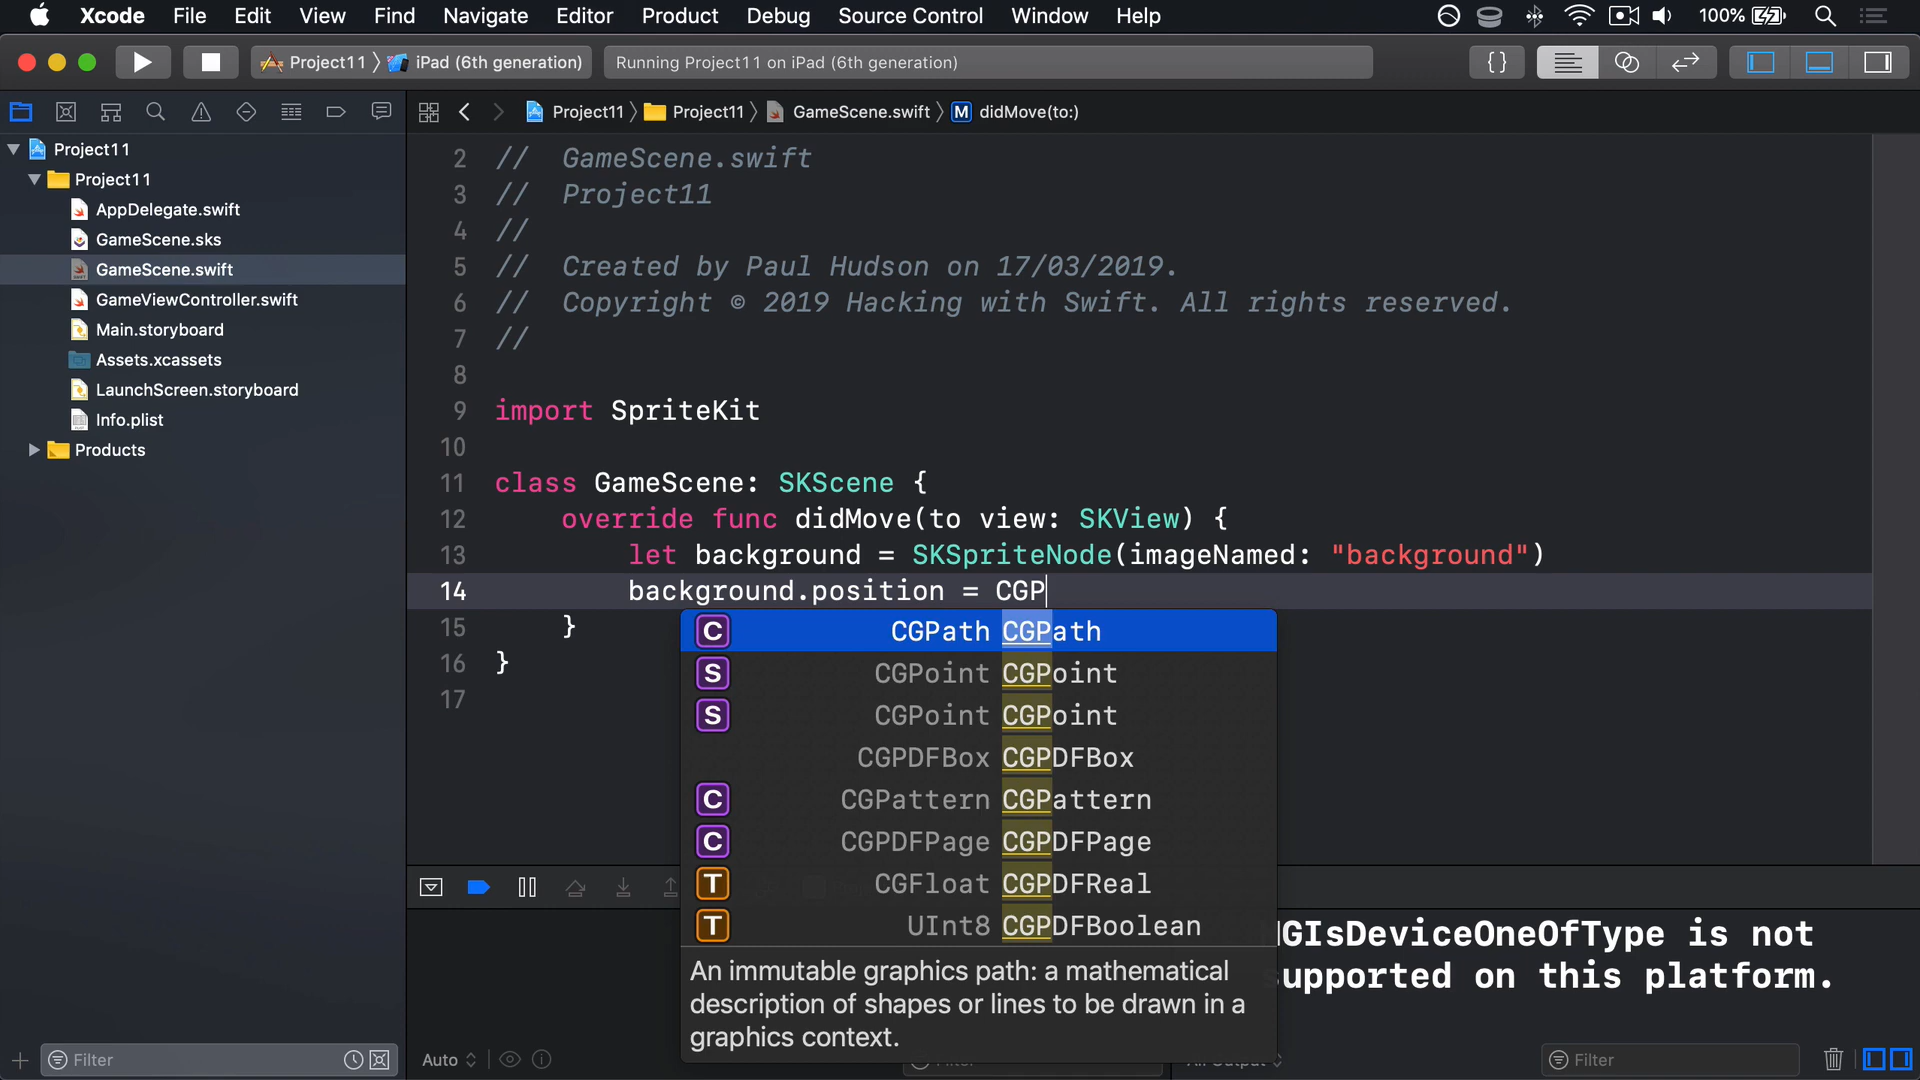 Xcode File Edit View Find Navigate Editor Product Debug Source Control Window Help 100%
Project11 iPad (6th generation) Running Project11 on iPad (6th generation) {}
Project11 Project11 GameScene.swift M didMove(to:)
Project11
Project11
AppDelegate.swift
GameScene.sks
GameScene.swift
GameViewController.swift
Main.storyboard
Assets.xcassets
LaunchScreen.storyboard
Info.plist
Products
2 // GameScene.swift
3 // Project11
4 //
5 // Created by Paul Hudson on 17/03/2019.
6 // Copyright © 2019 Hacking with Swift. All rights reserved.
7 //
8
9 import SpriteKit
10
11 class GameScene: SKScene {
12 override func didMove(to view: SKView) {
13 let background = SKSpriteNode(imageNamed: "background")
14 background.position = CGP
15 }
16 }
17
C CGPath CGPath
S CGPoint CGPoint
S CGPoint CGPoint
CGPDFBox CGPDFBox
C CGPattern CGPattern
C CGPDFPage CGPDFPage
T CGFloat CGPDFReal
T UInt8 CGPDFBoolean
An immutable graphics path: a mathematical
description of shapes or lines to be drawn in a
graphics context.
GIsDeviceOneOfType is not
supported on this platform.
Filter
Auto
Filter